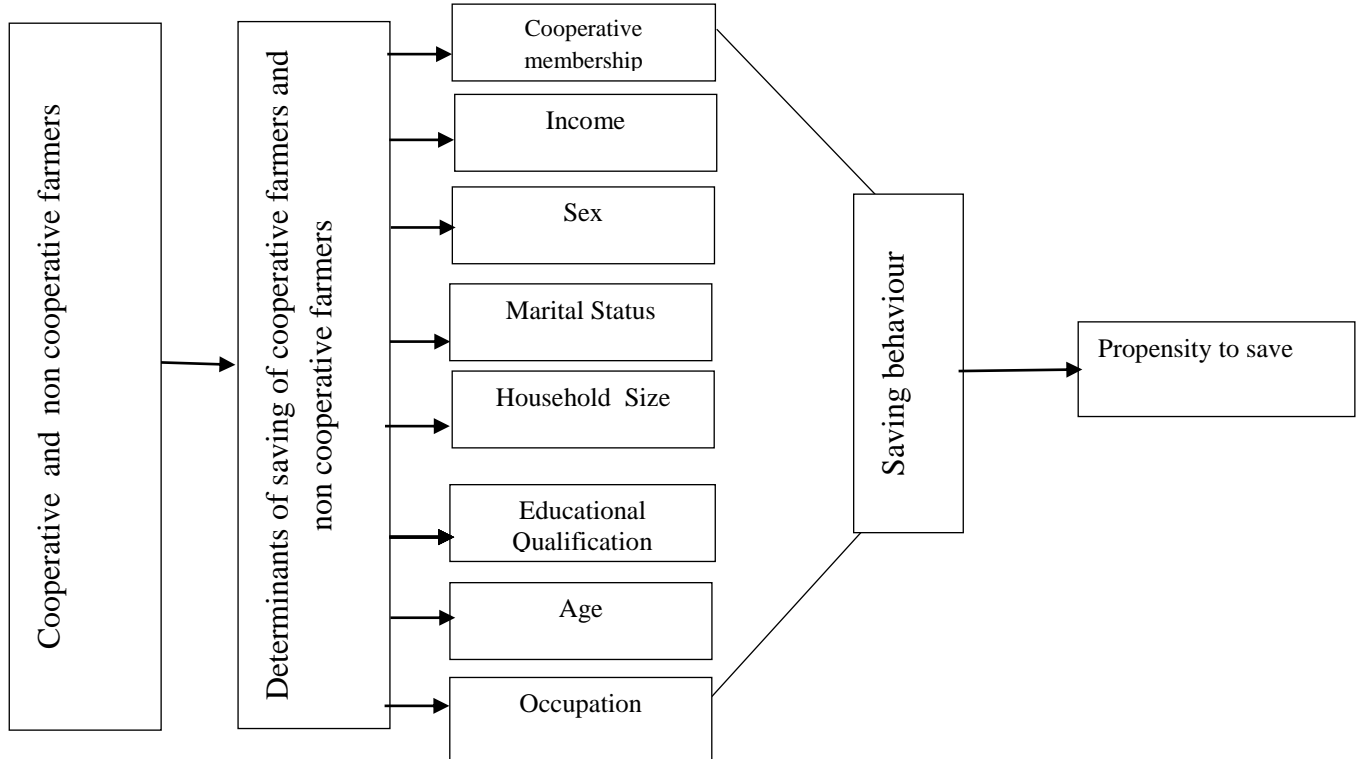 Cooperative and non cooperative farmers
Determinants of saving of cooperative farmers and
non cooperative farmers
Cooperative
membership
Income
Sex
Marital Status
Household Size
Educational
Qualification
Age
Occupation
Saving behaviour
Propensity to save